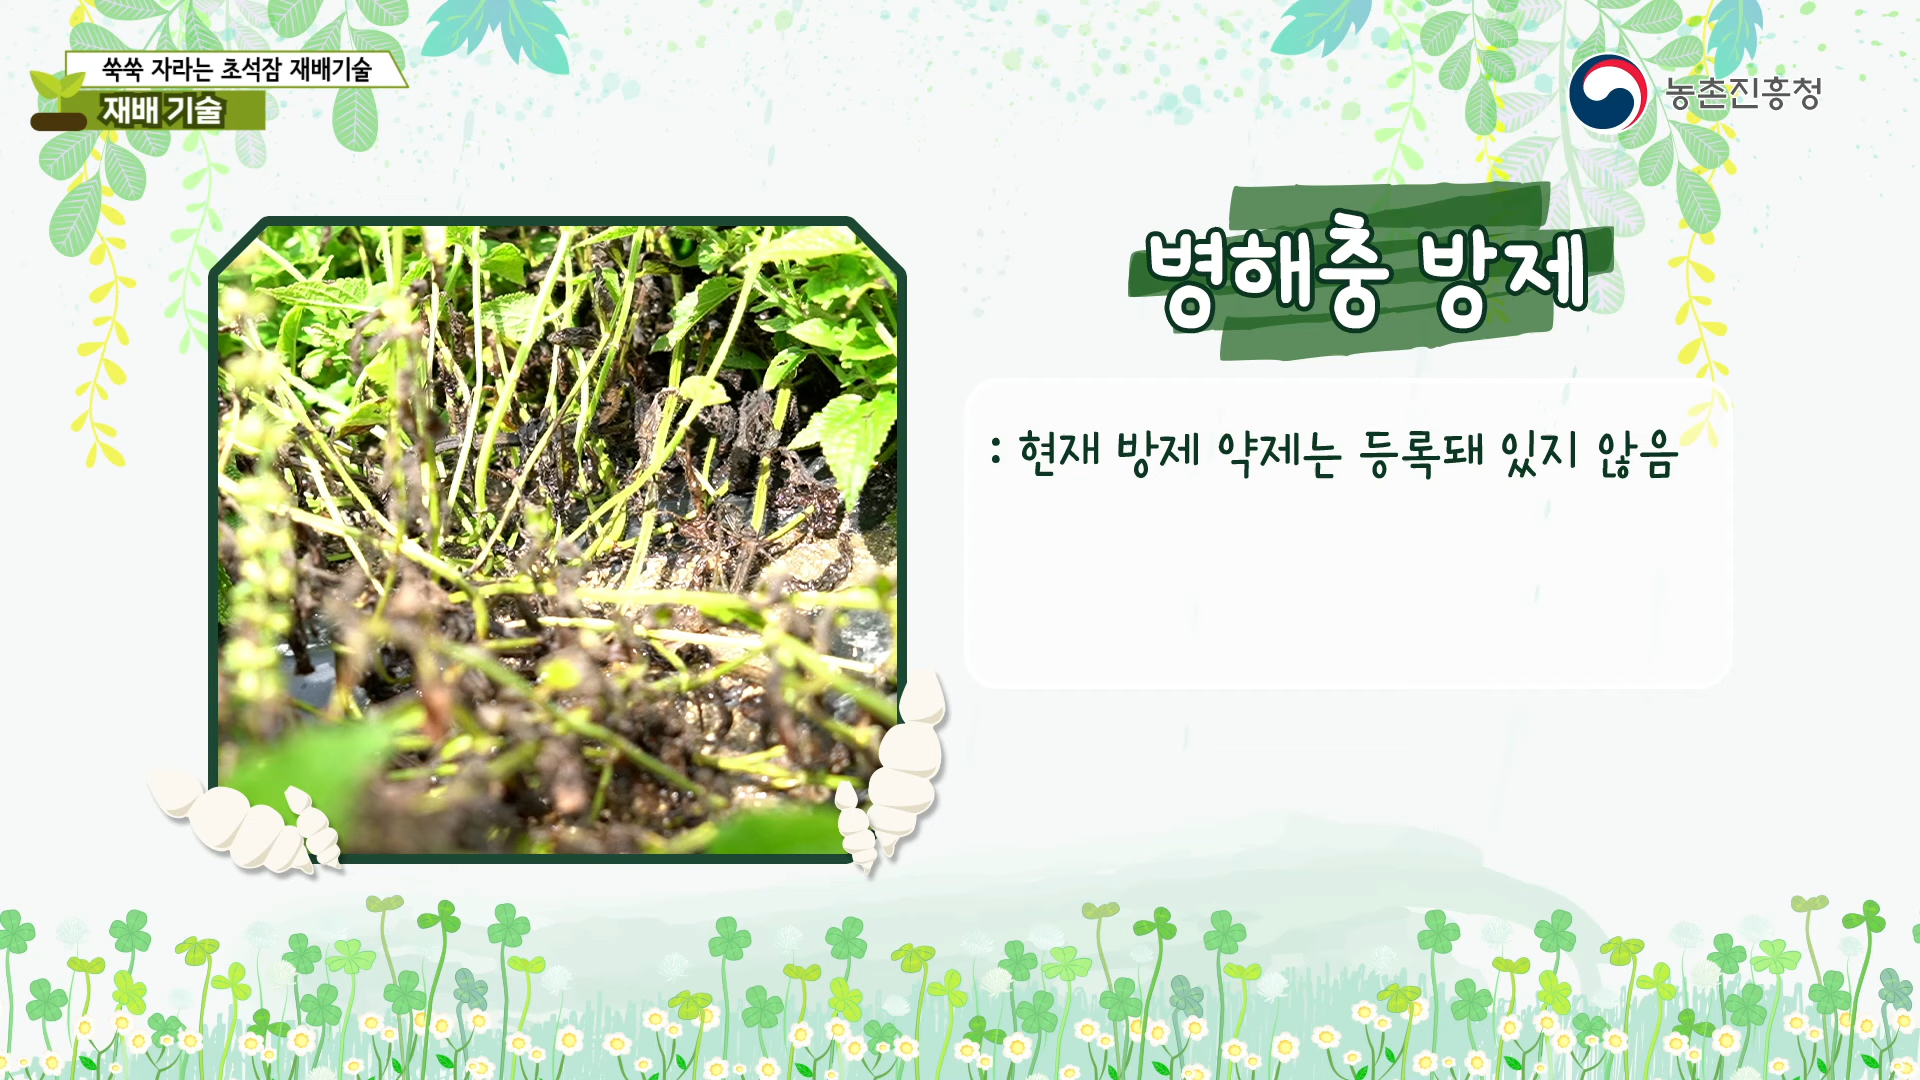 쑥쑥 자라는 초석잠 재배기술
재배 기술
농촌진흥청
병해충 방제
: 현재 방제 약제는 등록돼 있지 않음